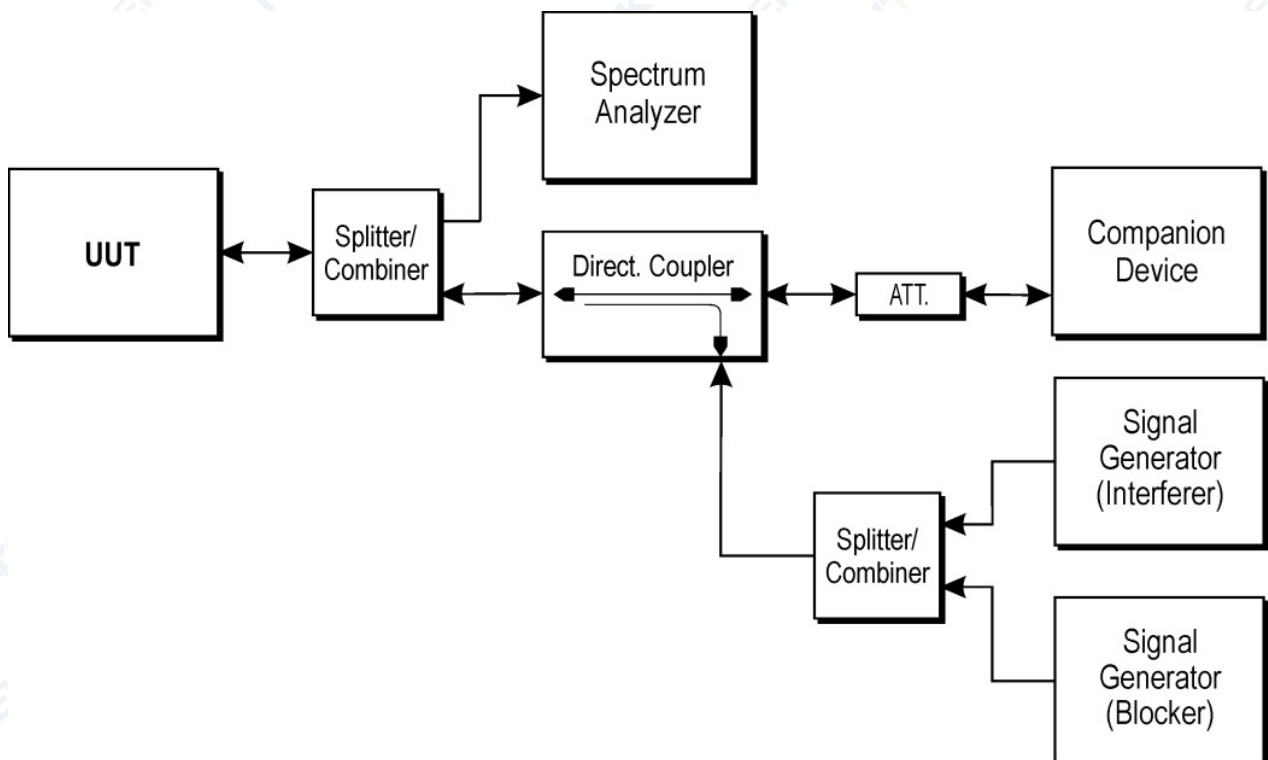 Spectrum
Analyzer
UUT
Splitter/
Combiner
Direct. Coupler
ATT.
Companion
Device
Signal
Generator
(Interferer)
Splitter/
Combiner
Signal
Generator
(Blocker)